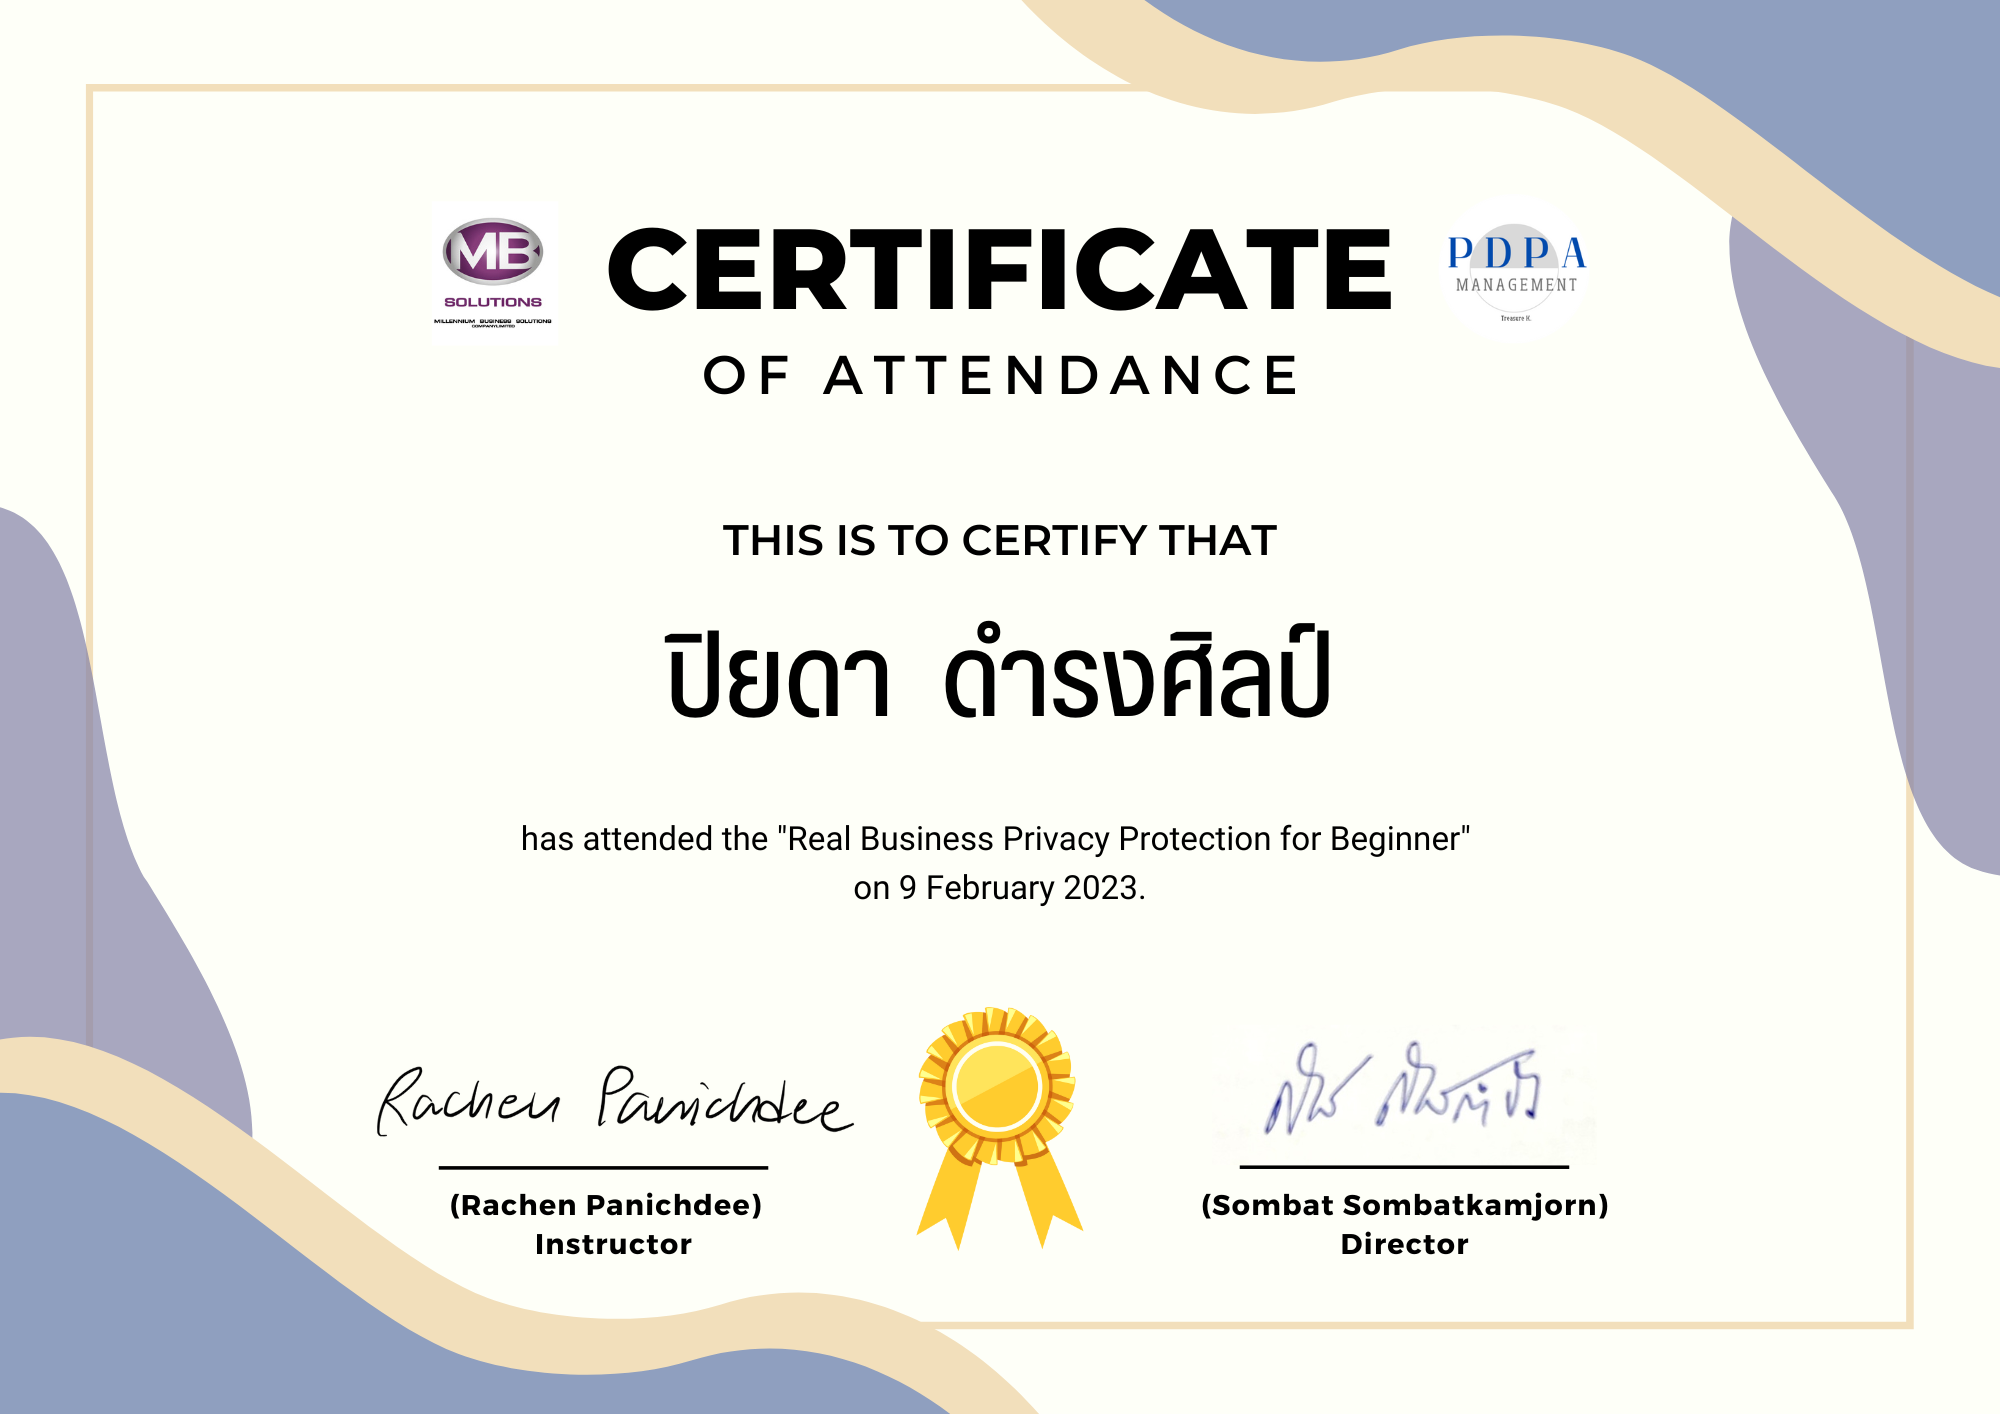 MB
SOLUTIONS
MILLENNIUM BUSINESS SOLUTIONS
COMPANY LIMITED
CERTIFICATE
PDPA
MANAGEMENT
Treasure K.
OF ATTENDANCE
THIS IS TO CERTIFY THAT
ปิยดา ดำรงศิลป์
has attended the "Real Business Privacy Protection for Beginner"
on 9 February 2023.
Rachen Panichdee
(Rachen Panichdee)
Instructor
(Sombat Sombatkamjorn)
Director